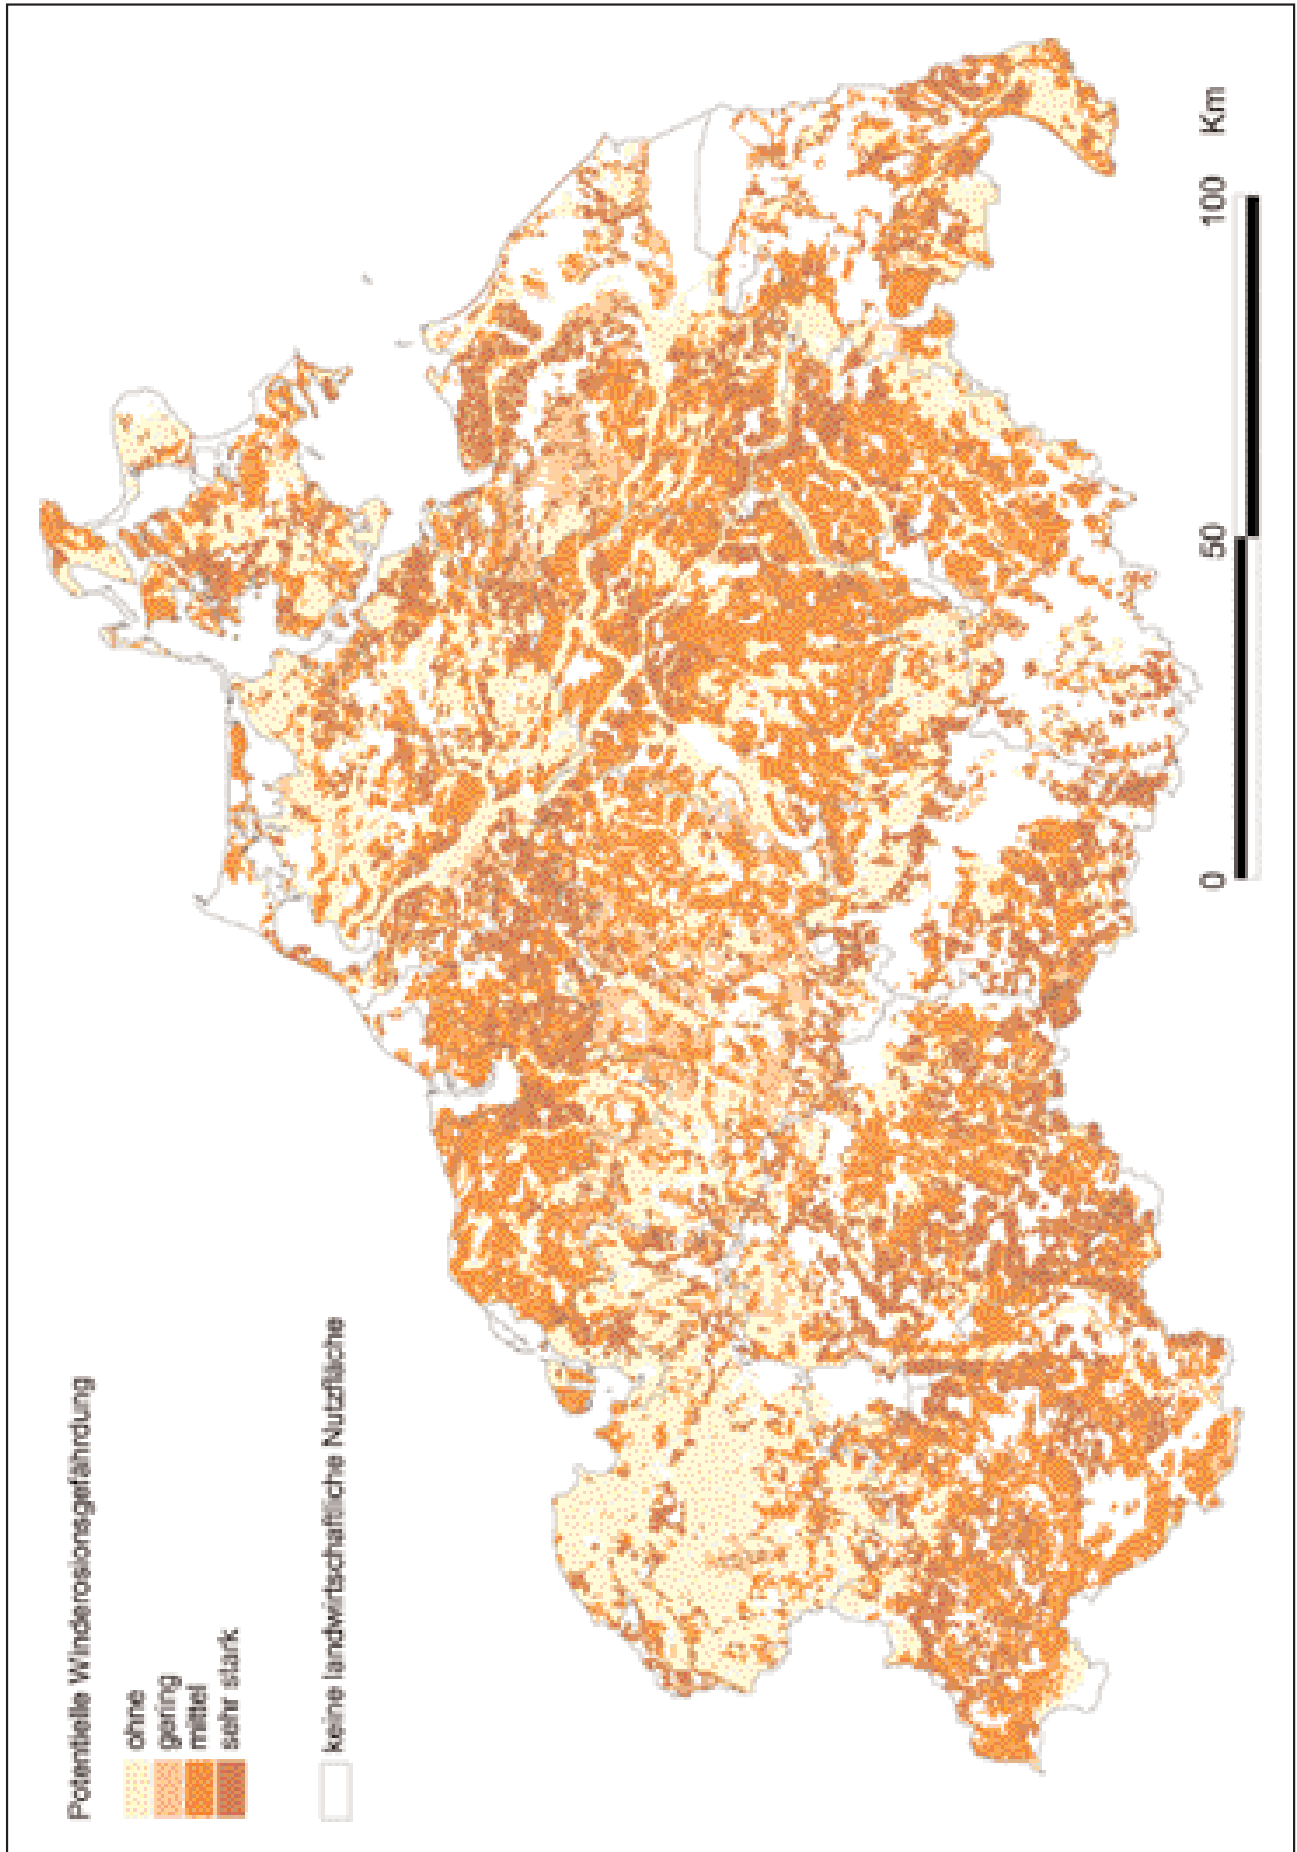 Potentielle Winderosionsgefährdung
ohne
gering
mittel
sehr stark
keine landwirtschaftliche Nutzfläche
0 50 100 Km